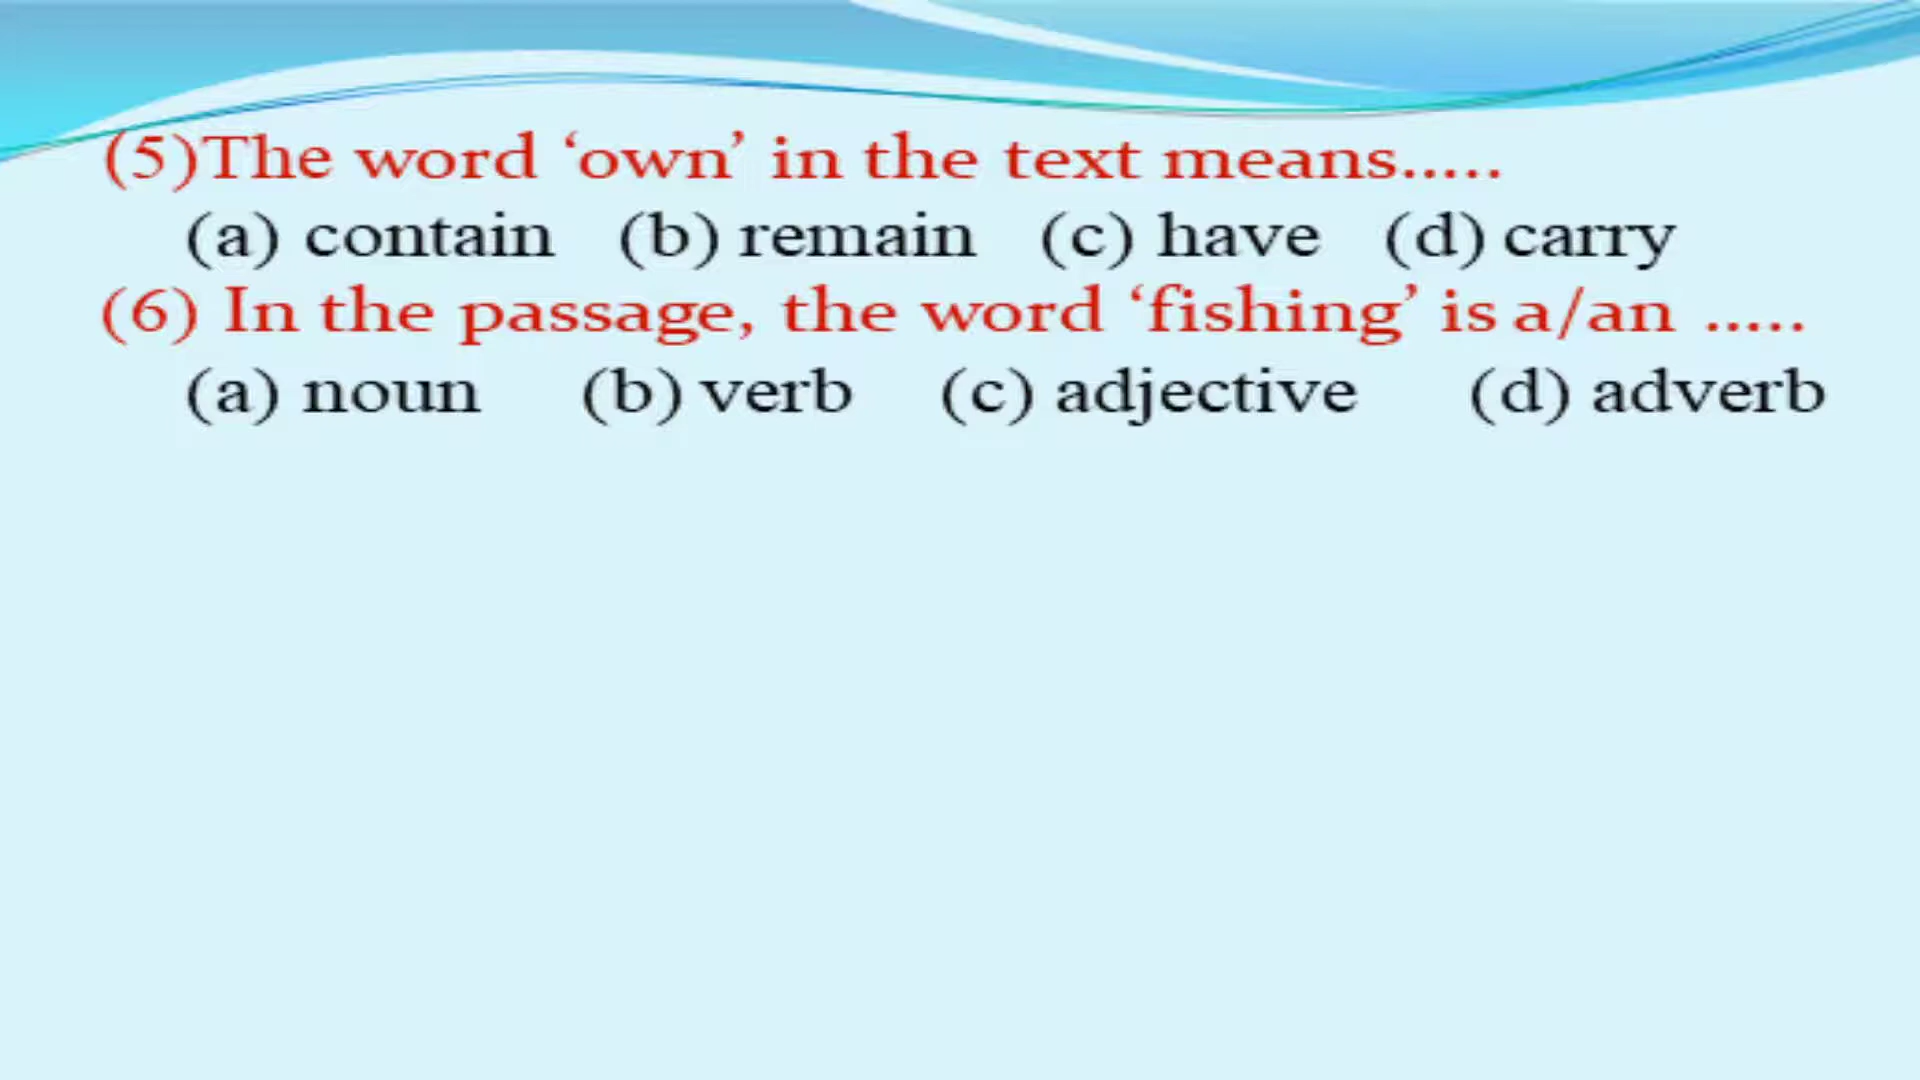 (5)The word ‘own’ in the text means.....
(a) contain (b) remain (c) have (d) carry
(6) In the passage, the word ‘fishing’ is a/an .....
(a) noun (b) verb (c) adjective (d) adverb